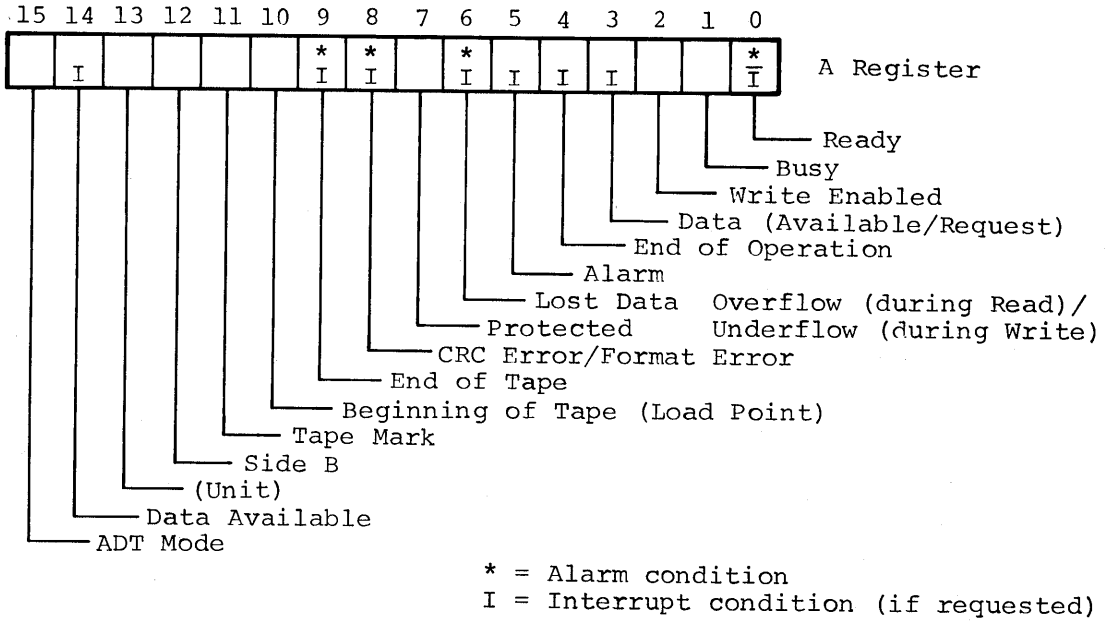 15 14 13 12 11 10 9 8 7 6 5 4 3 2 1 0
* * * *
I I I I I I I I A Register
Ready
Busy
Write Enabled
Data (Available/Request)
End of Operation
Alarm
Lost Data Overflow (during Read)/
Protected Underflow (during Write)
CRC Error/Format Error
End of Tape
Beginning of Tape (Load Point)
Tape Mark
Side B
(Unit)
Data Available
ADT Mode
* = Alarm condition
I = Interrupt condition (if requested)